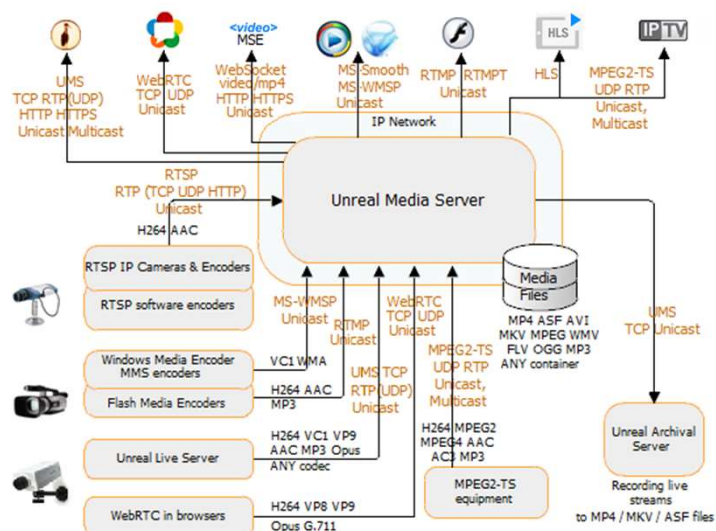 <video>
MSE
HLS
IPTV
UMS
TCP RTP(UDP)
HTTP HTTPS
Unicast Multicast
WebRTC
TCP UDP
Unicast
WebSocket
video/mp4
HTTP HTTPS
Unicast
MS-Smooth
MS-WMSP
Unicast
RTMP RTMPT
Unicast
HLS
MPEG2-TS
UDP RTP
Unicast,
Multicast
IP Network
Unreal Media Server
RTSP
RTP (TCP UDP HTTP)
Unicast
H264 AAC
RTSP IP Cameras & Encoders
RTSP software encoders
Media
Files
MP4 ASF AVI
MKV MPEG WMV
FLV OGG MP3
ANY container
UMS
TCP Unicast
MS-WMSP
Unicast
RTMP
Unicast
WebRTC
TCP UDP
Unicast
Windows Media Encoder
MMS encoders
VC1 WMA
Flash Media Encoders
H264 AAC
MP3
UMS TCP
RTP(UDP)
Unicast
MPEG2-TS
UDP RTP
Unicast,
Multicast
Unreal Live Server
H264 VC1 VP9
AAC MP3 Opus
ANY codec
H264 MPEG2
MPEG4 AAC
AC3 MP3
MPEG2-TS
equipment
WebRTC in browsers
H264 VP8 VP9
Opus G.711
Unreal Archival
Server
Recording live
streams
to MP4 / MKV / ASF files